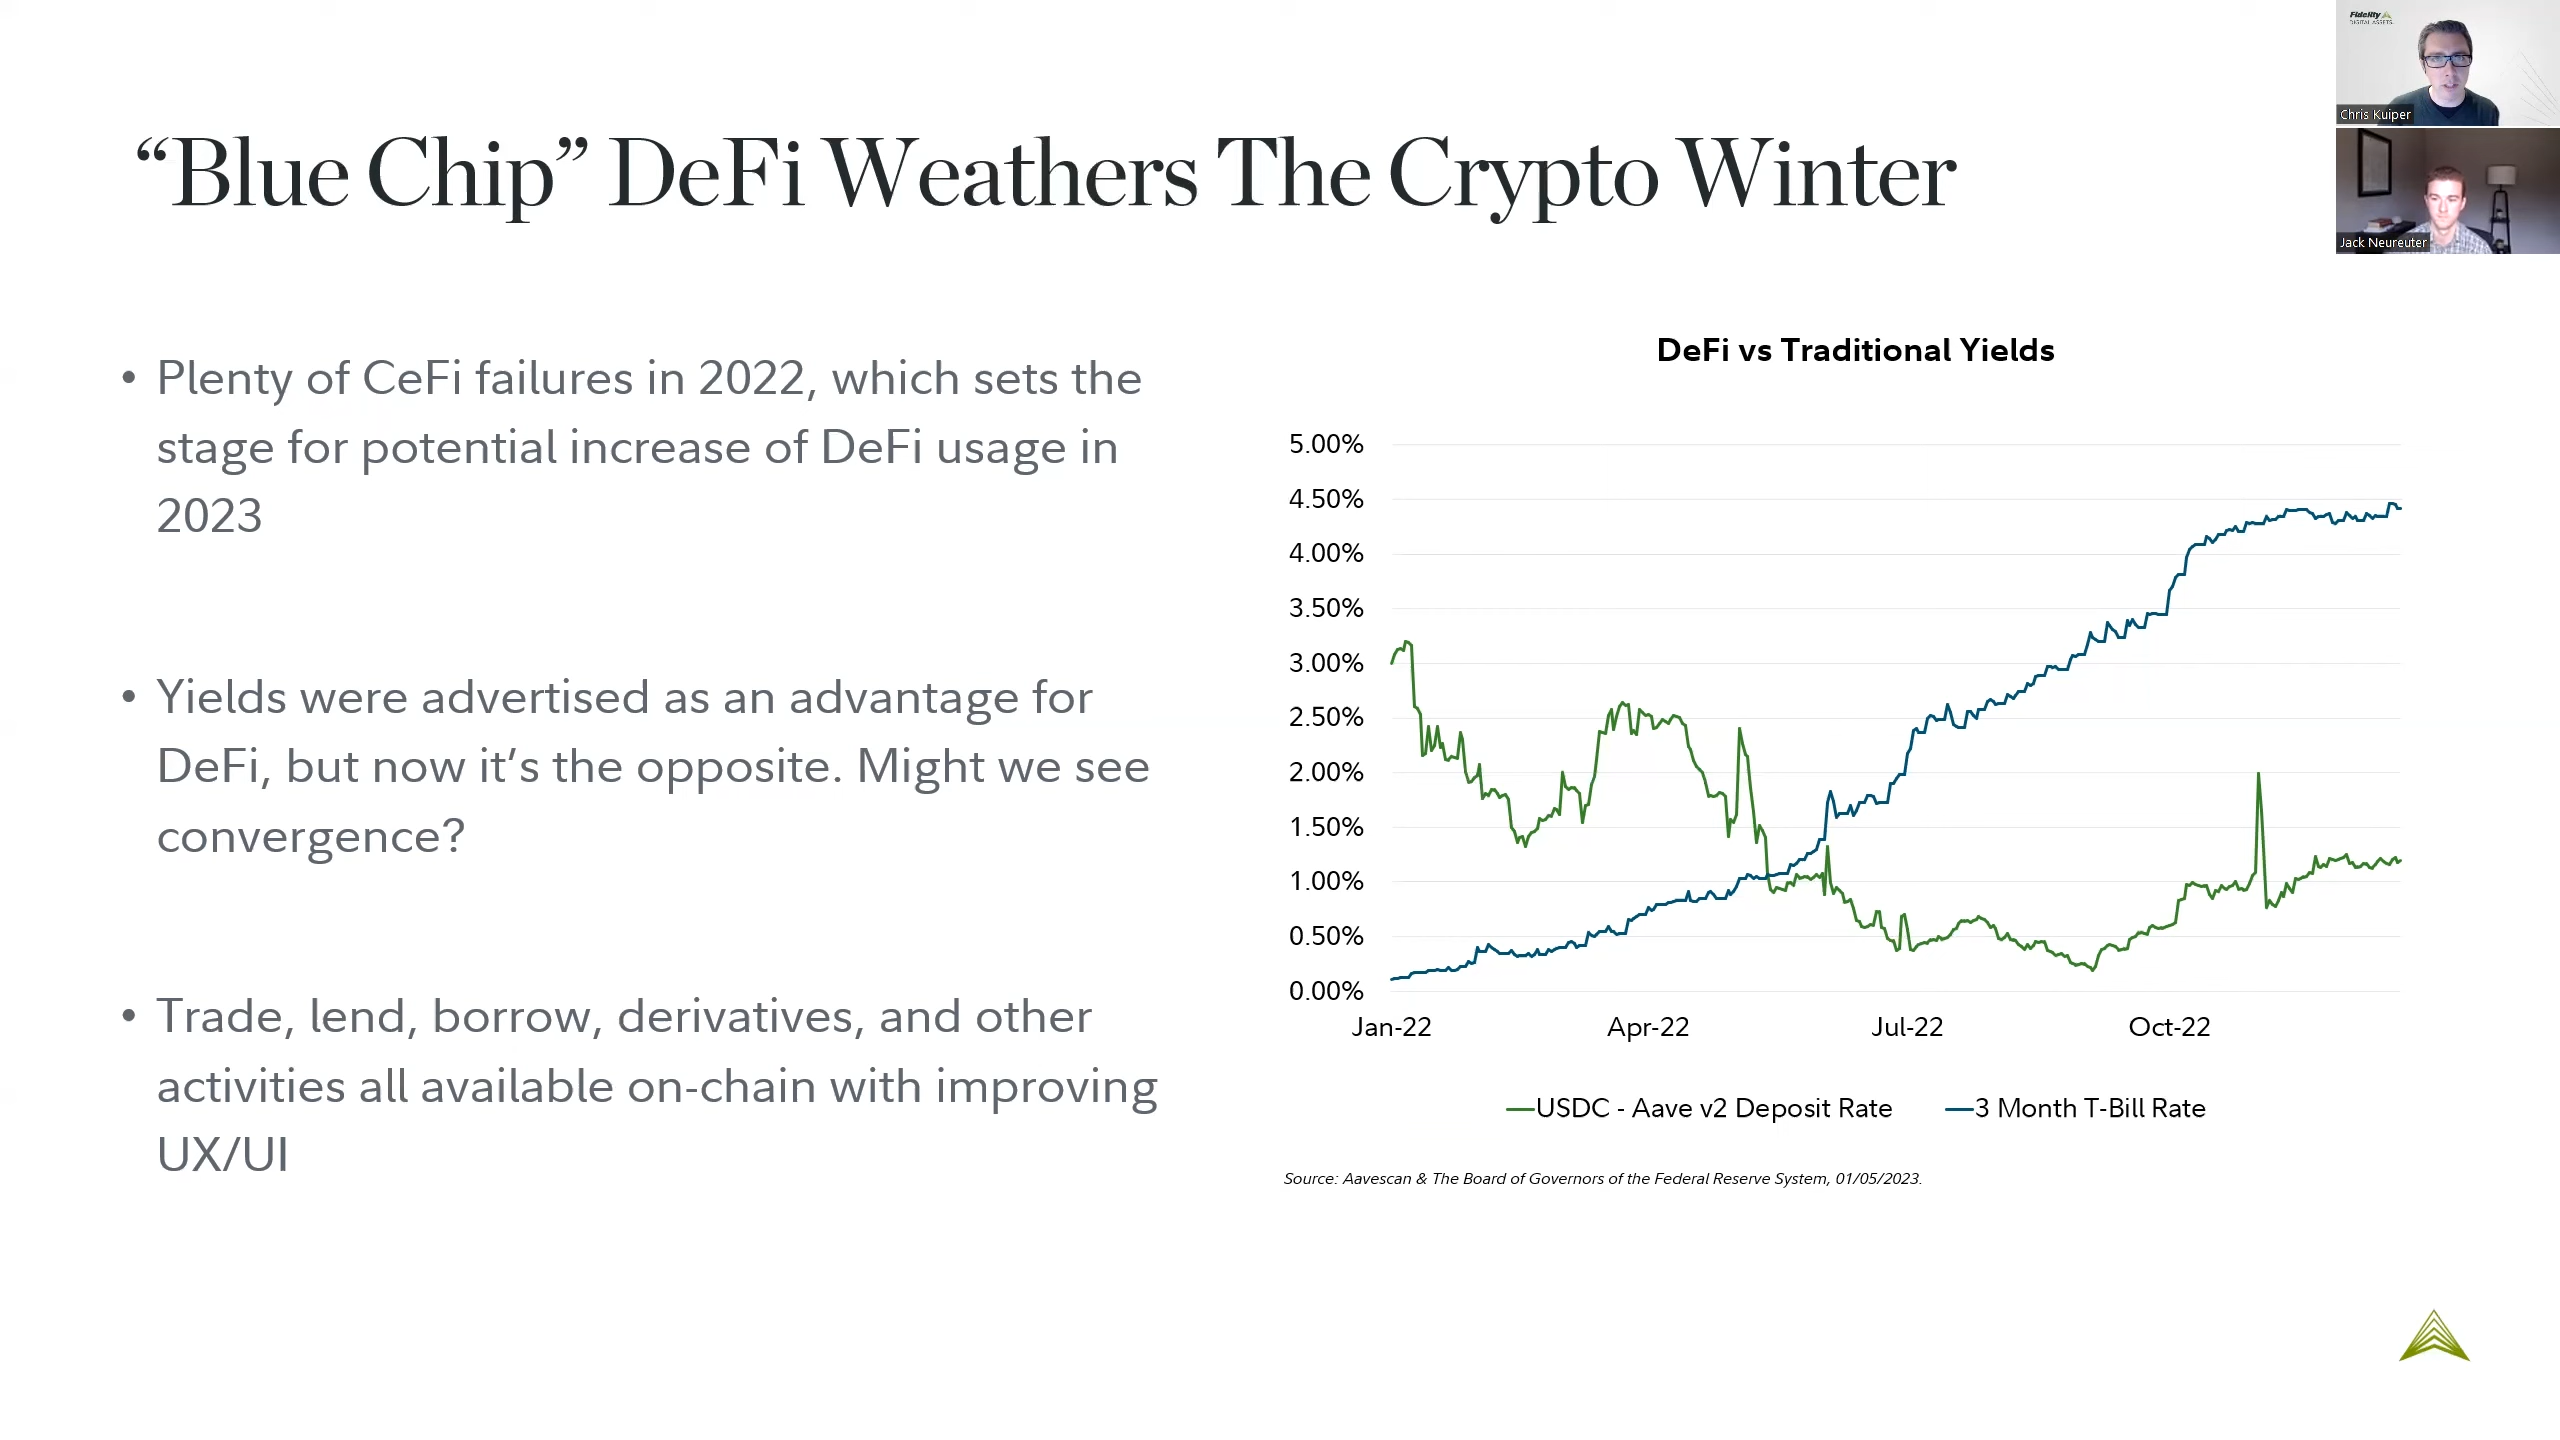 Fidelity
DIGITAL ASSETS
Chris Kuiper
Jack Neureuter
“Blue Chip” DeFi Weathers The Crypto Winter
• Plenty of CeFi failures in 2022, which sets the
stage for potential increase of DeFi usage in
2023
• Yields were advertised as an advantage for
DeFi, but now it’s the opposite. Might we see
convergence?
• Trade, lend, borrow, derivatives, and other
activities all available on-chain with improving
UX/UI
DeFi vs Traditional Yields
5.00%
4.50%
4.00%
3.50%
3.00%
2.50%
2.00%
1.50%
1.00%
0.50%
0.00%
Jan-22 Apr-22 Jul-22 Oct-22
USDC - Aave v2 Deposit Rate 3 Month T-Bill Rate
Source: Aavescan & The Board of Governors of the Federal Reserve System, 01/05/2023.